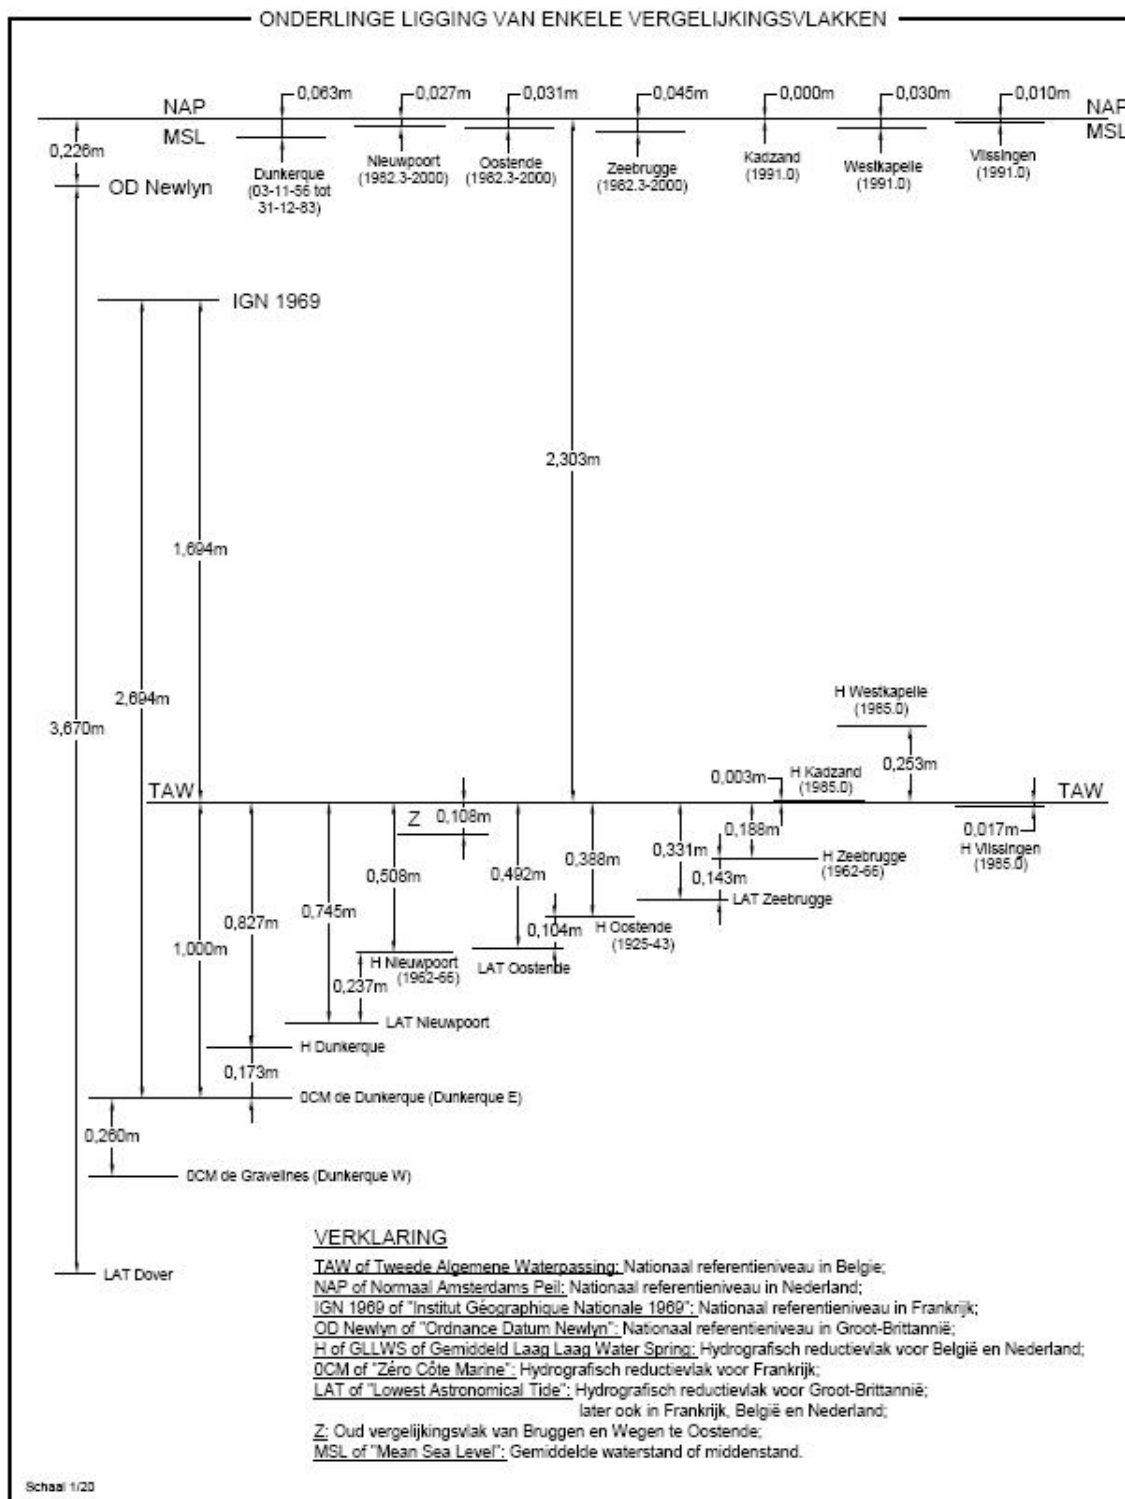 ONDERLINGE LIGGING VAN ENKELE VERGELIJKINGSVLAKKEN
0,063m
0,027m
0,031m
0,045m
0,000m
0,030m
0,010m
NAP
NAP
MSL
MSL
0,226m
OD Newlyn
Dunkerque
(03-11-56 tot
31-12-83)
Nieuwpoort
(1982.3-2000)
Oostende
(1982.3-2000)
Zeebrugge
(1982.3-2000)
Kadzand
(1991.0)
Westkapelle
(1991.0)
Vlissingen
(1991.0)
IGN 1969
2,303m
1,694m
2,694m
3,670m
H Westkapelle
(1985.0)
0,253m
0,003m
H Kadzand
(1985.0)
TAW
TAW
Z
0,108m
0,188m
0,017m
H Vlissingen
(1985.0)
0,331m
0,388m
H Zeebrugge
(1962-66)
0,143m
0,492m
0,508m
LAT Zeebrugge
0,745m
0,827m
0,104m
H Oostende
(1925-43)
1,000m
H Nieuwpoort
(1962-66)
LAT Oostende
0,237m
LAT Nieuwpoort
H Dunkerque
0,173m
0CM de Dunkerque (Dunkerque E)
0,260m
0CM de Gravelines (Dunkerque W)
LAT Dover
VERKLARING
TAW of Tweede Algemene Waterpassing: Nationaal referentieniveau in Belgie;
NAP of Normaal Amsterdams Peil: Nationaal referentieniveau in Nederland;
IGN 1969 of "Institut Géographique Nationale 1969": Nationaal referentieniveau in Frankrijk;
OD Newlyn of "Ordnance Datum Newlyn": Nationaal referentieniveau in Groot-Brittannië;
H of GLLWS of Gemiddeld Laag Laag Water Spring: Hydrografisch reductievlak voor België en Nederland;
0CM of "Zéro Côte Marine": Hydrografisch reductievlak voor Frankrijk;
LAT of "Lowest Astronomical Tide": Hydrografisch reductievlak voor Groot-Brittannië;
later ook in Frankrijk, België en Nederland;
Z: Oud vergelijkingsvlak van Bruggen en Wegen te Oostende;
MSL of "Mean Sea Level": Gemiddelde waterstand of middenstand.
Schaal 1/20